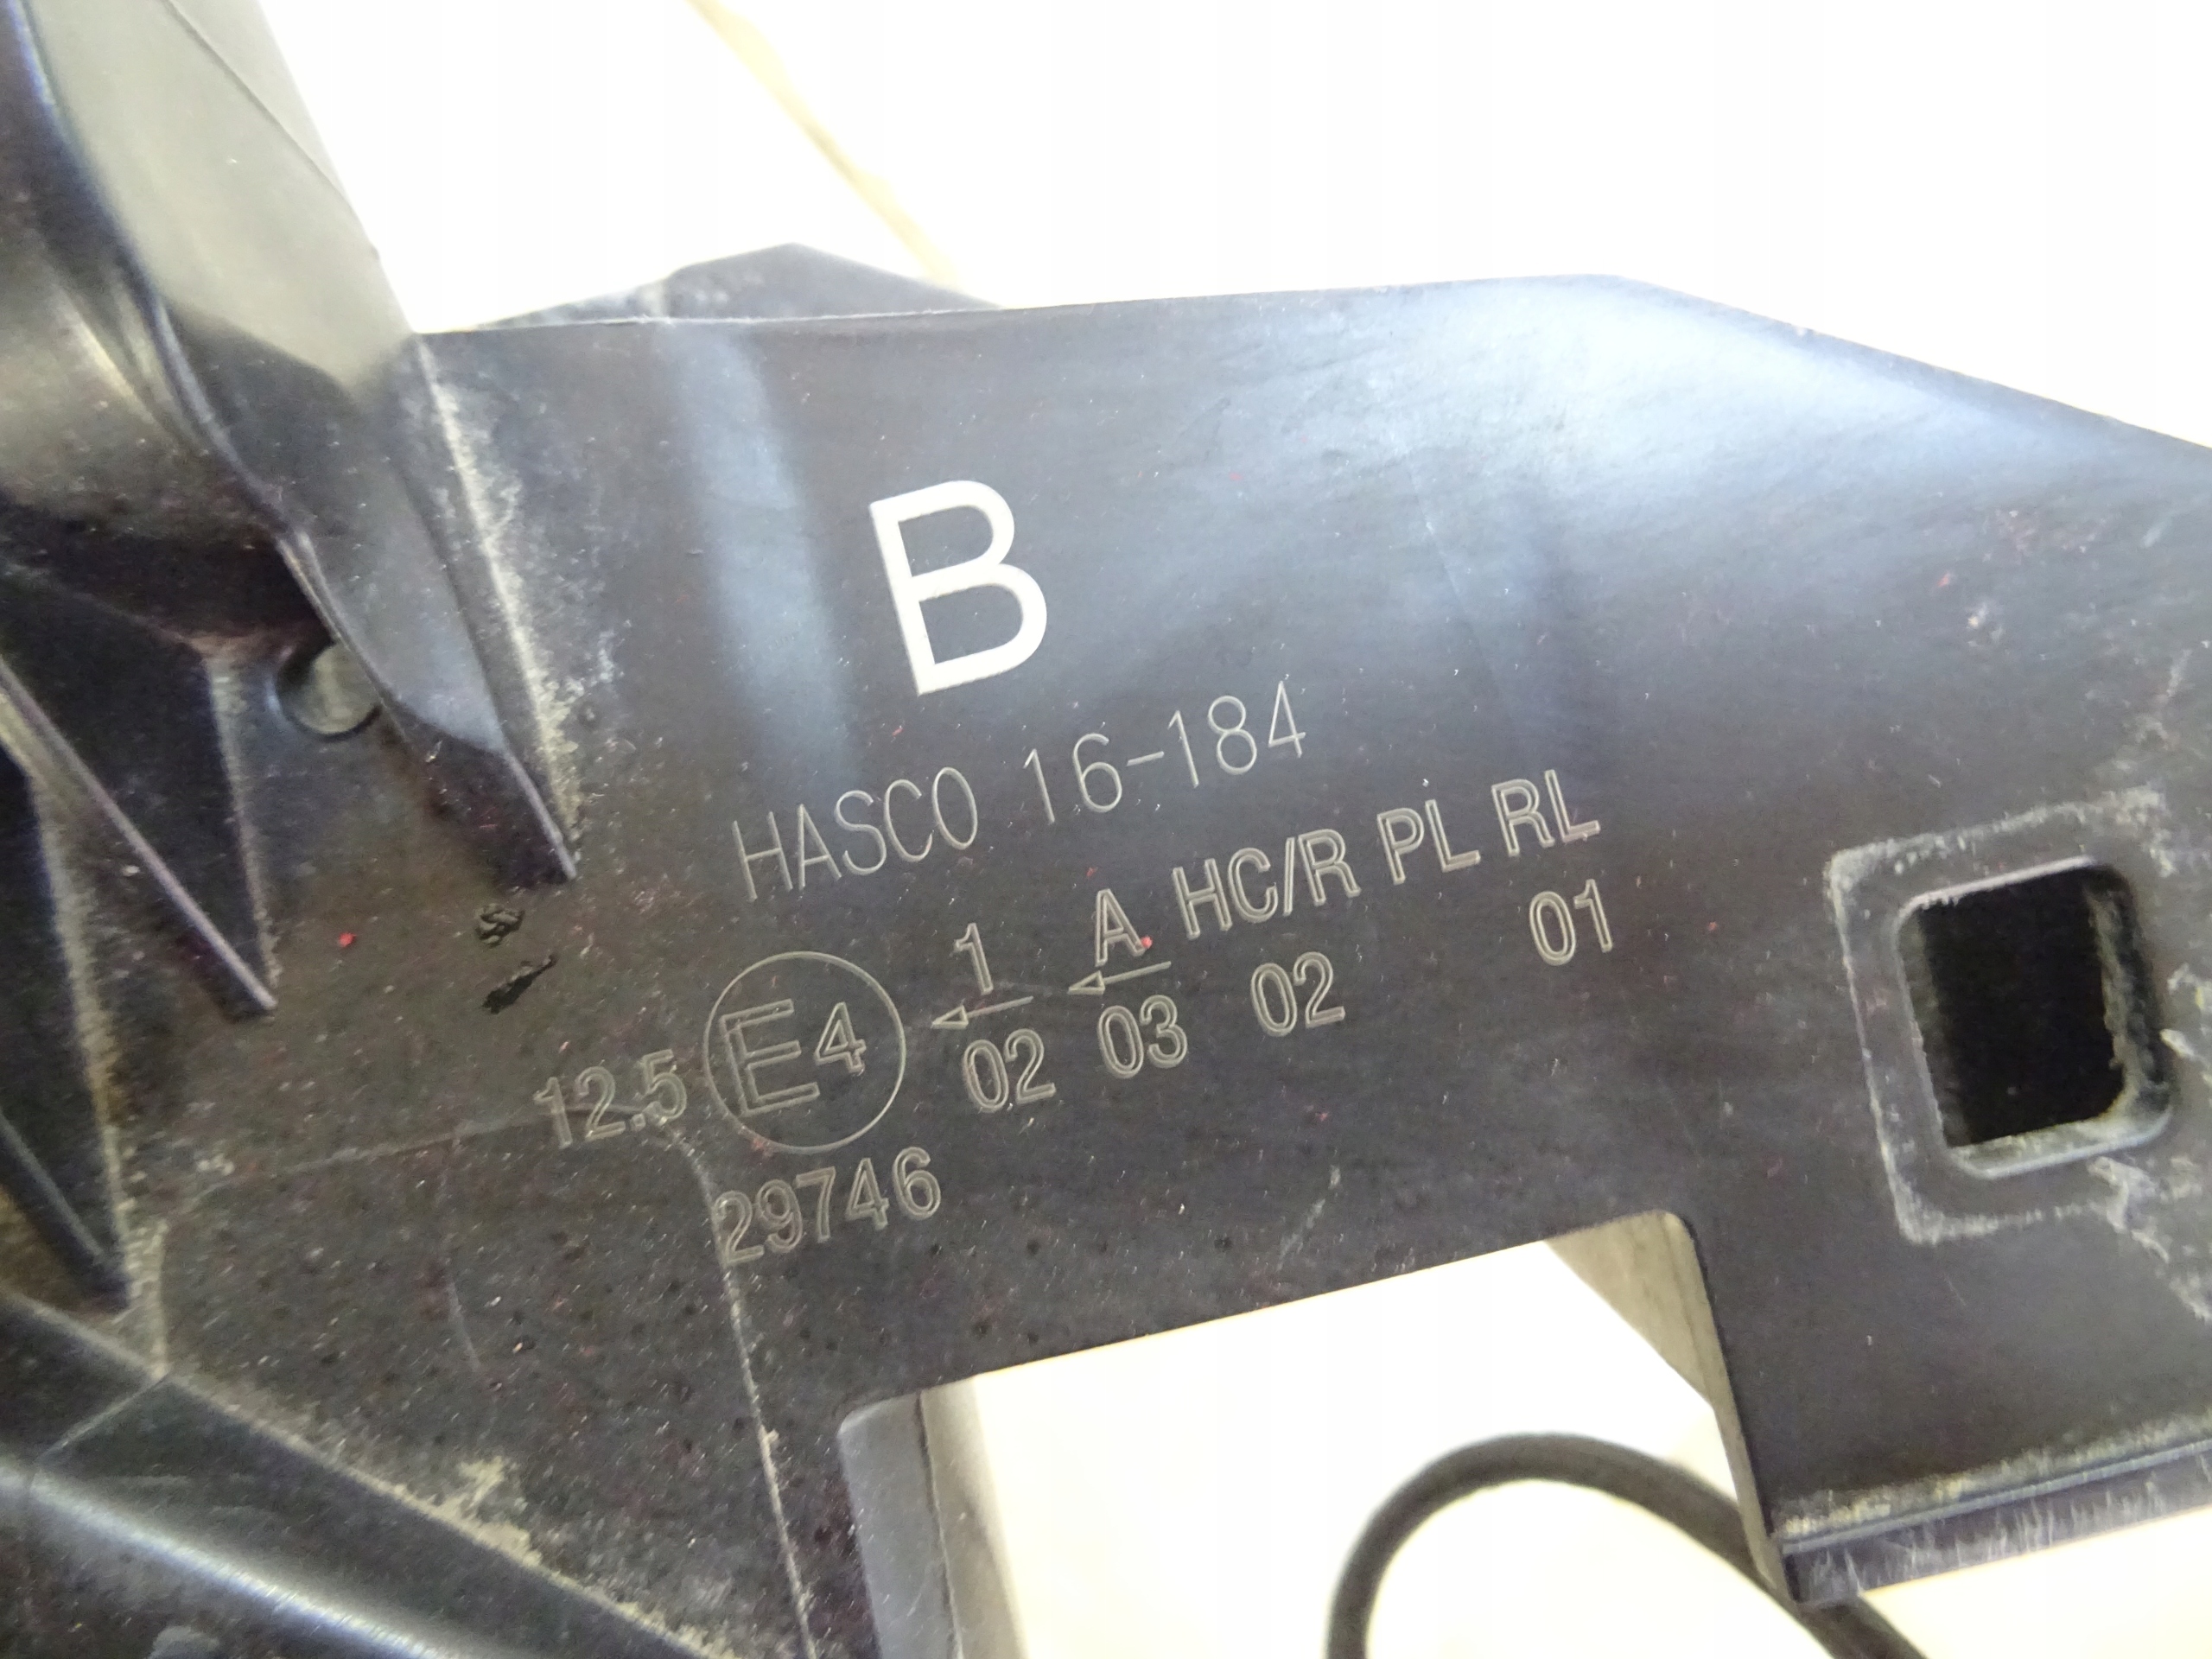 B
HASCO 16-184
1 A HC/R PL RL
12.5 E4 02 03 02 01
29746